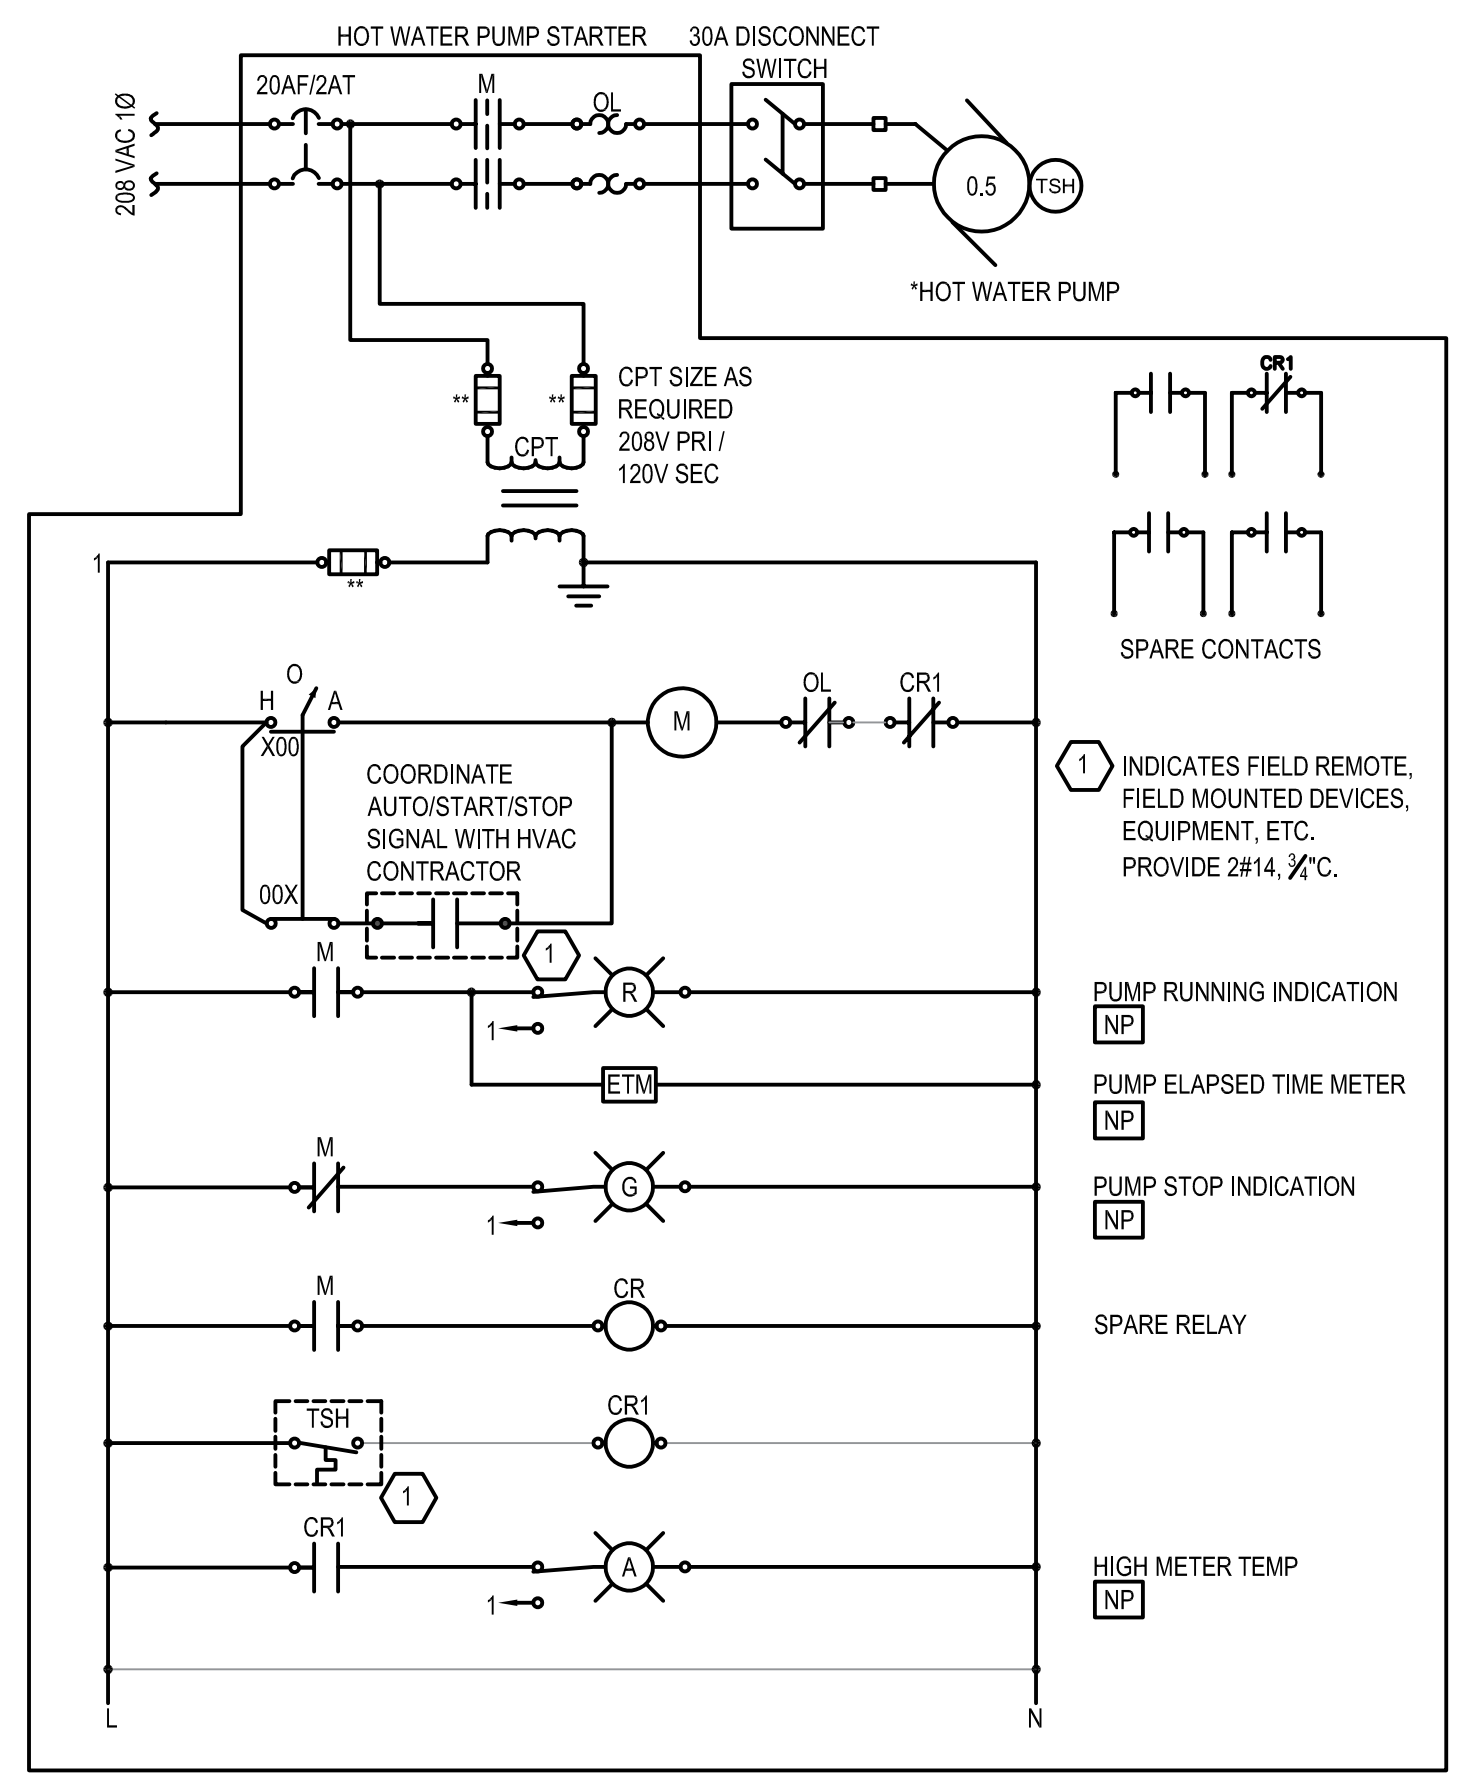 HOT WATER PUMP STARTER
30A DISCONNECT
SWITCH
20AF/2AT
M
OL
208 VAC 1Ø
0.5
TSH
*HOT WATER PUMP
**
**
CPT
CPT SIZE AS
REQUIRED
208V PRI /
120V SEC
CR1
SPARE CONTACTS
1
**
H
O
A
X00
00X
M
OL
CR1
COORDINATE
AUTO/START/STOP
SIGNAL WITH HVAC
CONTRACTOR
1
1
INDICATES FIELD REMOTE,
FIELD MOUNTED DEVICES,
EQUIPMENT, ETC.
PROVIDE 2#14, 3/4"C.
M
R
1
PUMP RUNNING INDICATION
NP
ETM
PUMP ELAPSED TIME METER
NP
M
G
1
PUMP STOP INDICATION
NP
M
CR
SPARE RELAY
TSH
CR1
1
CR1
A
1
HIGH METER TEMP
NP
L
N